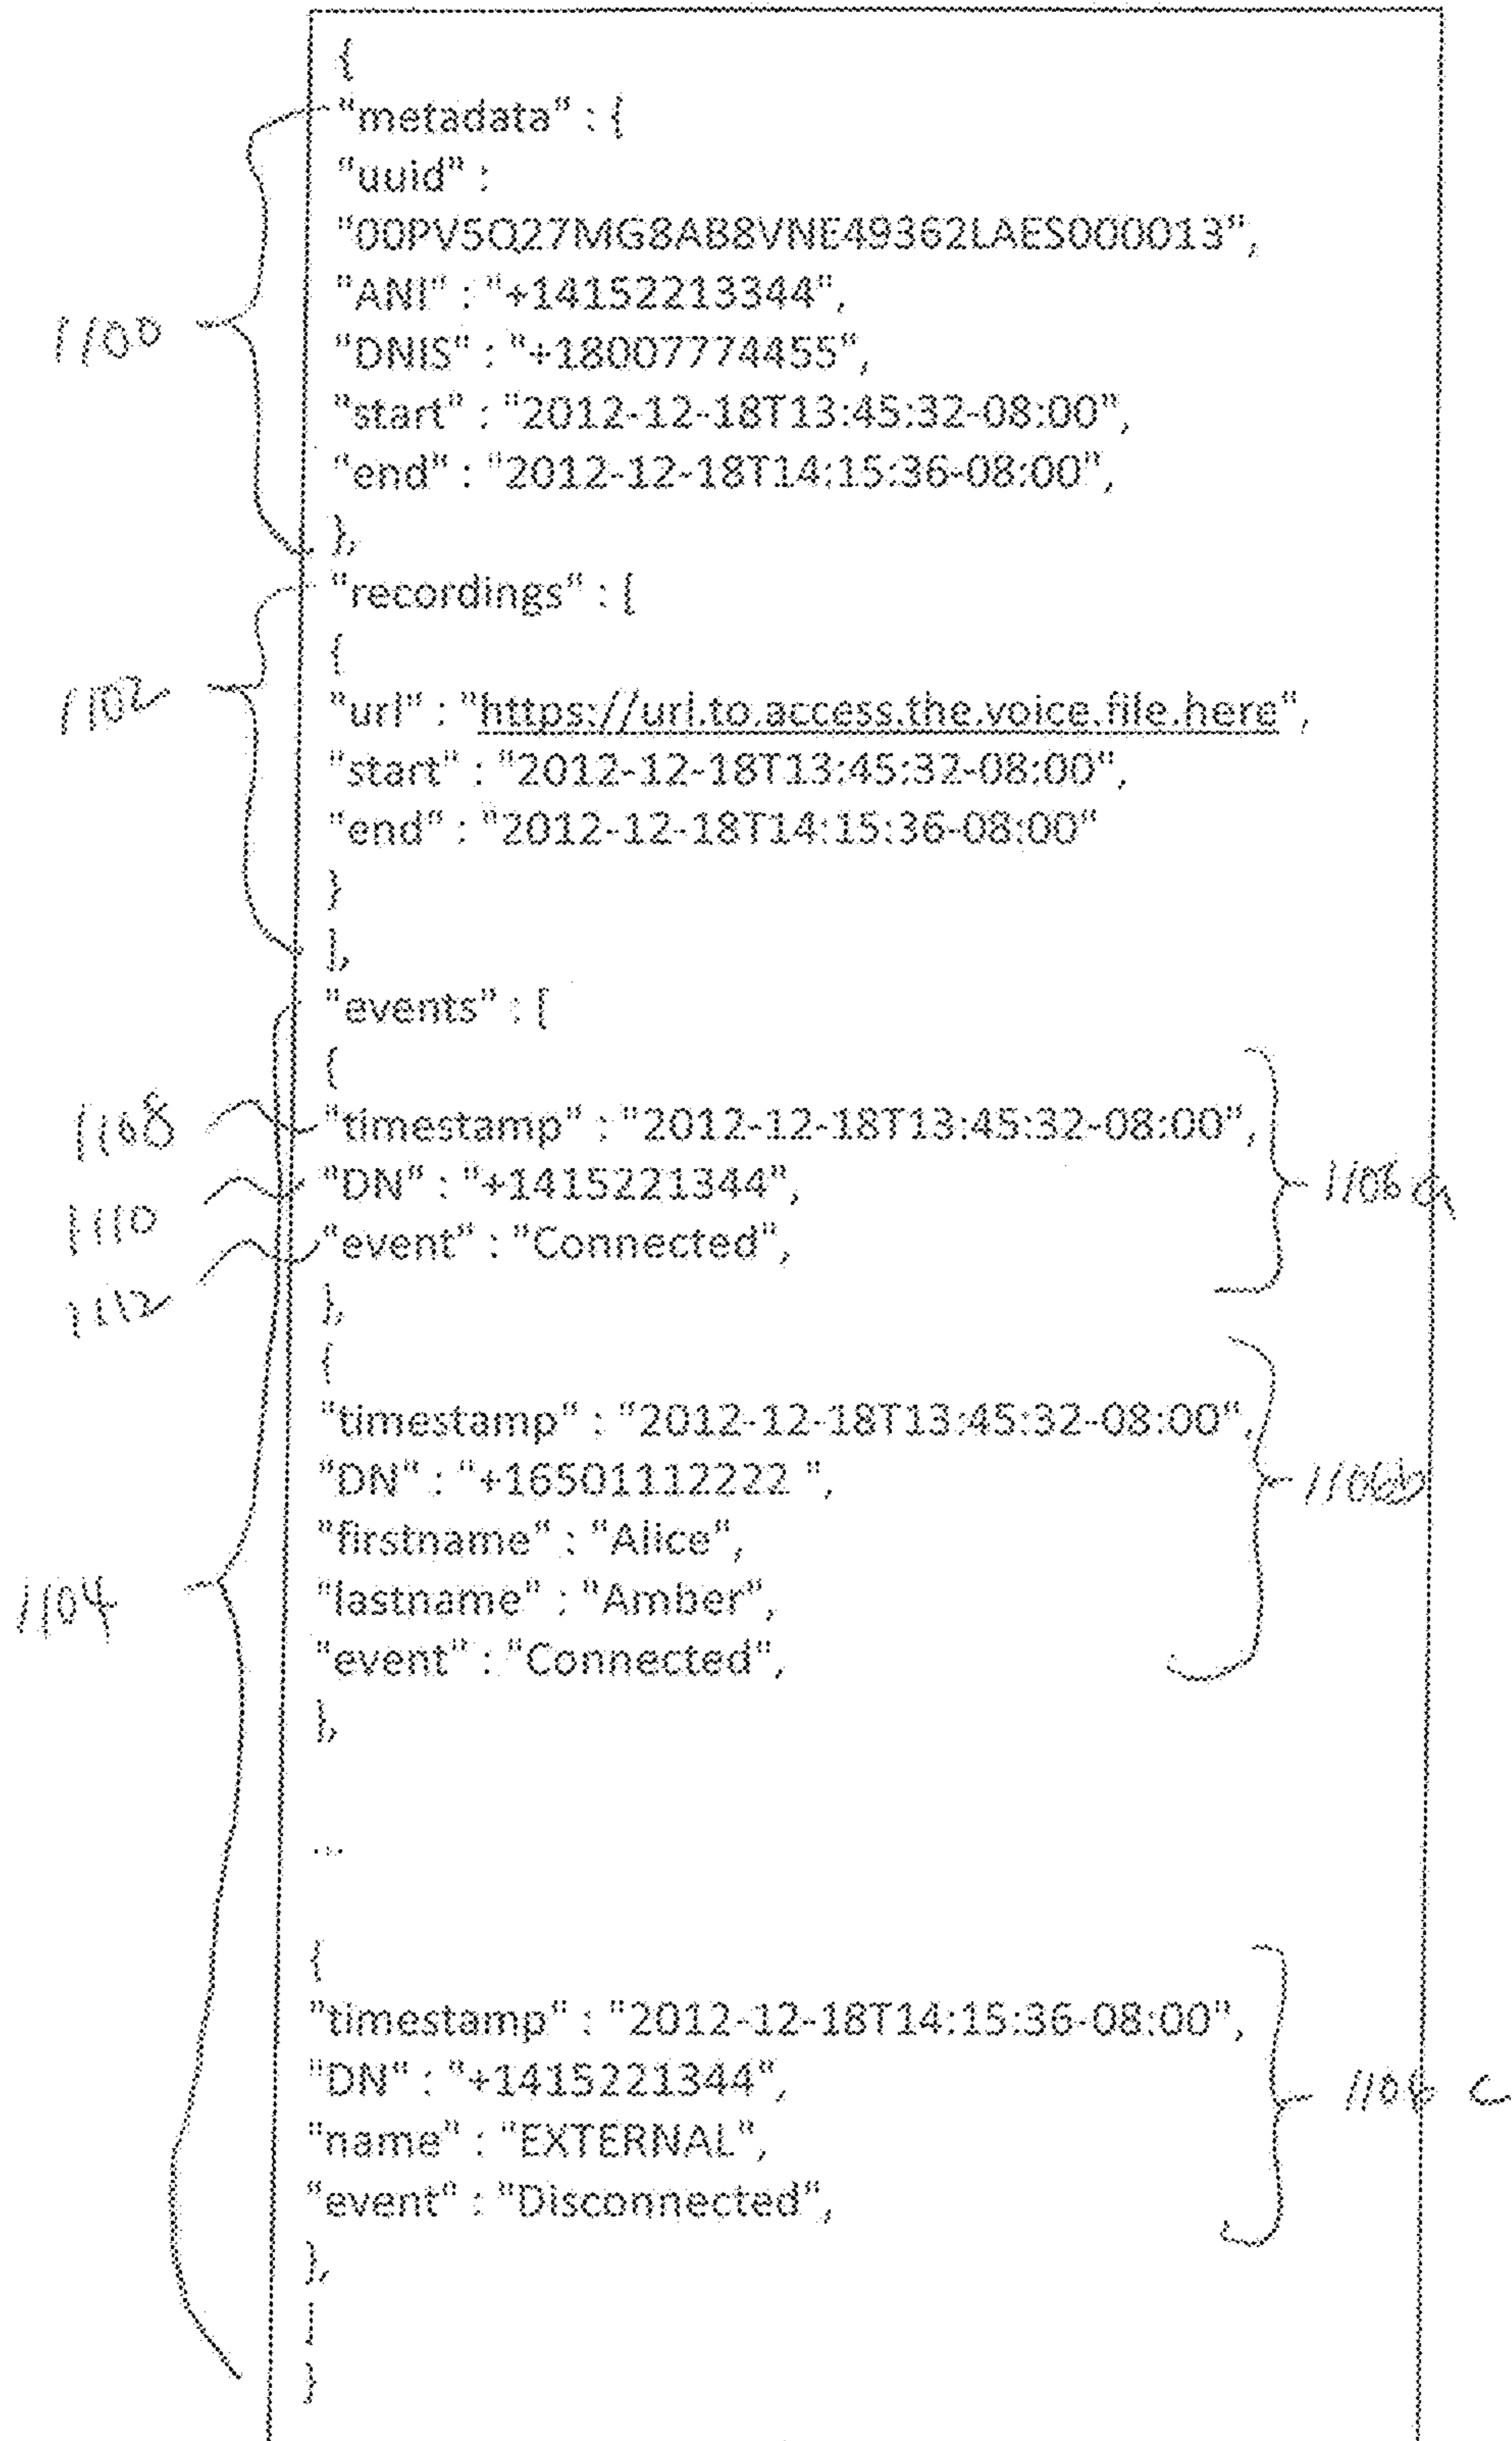 {
"metadata" : {
"uuid" :
"00PV5Q27MG8AB8VNE49362LAES000013",
"ANI" : "+14152213344",
1100
"DNIS" : "+18007774455",
"start" : "2012-12-18T13:45:32-08:00",
"end" : "2012-12-18T14:15:36-08:00",
},
"recordings" : [
{
1102
"url" : "https://url.to.access.the.voice.file.here",
"start" : "2012-12-18T13:45:32-08:00",
"end" : "2012-12-18T14:15:36-08:00"
}
],
"events" : [
{
1108
"timestamp" : "2012-12-18T13:45:32-08:00",
"DN" : "+1415221344",
1106a
1110
"event" : "Connected",
1112
},
{
"timestamp" : "2012-12-18T13:45:32-08:00",
"DN" : "+16501112222 ",
1106b
"firstname" : "Alice",
"lastname" : "Amber",
1104
"event" : "Connected",
},
...
{
"timestamp" : "2012-12-18T14:15:36-08:00",
"DN" : "+1415221344",
1106 c
"name" : "EXTERNAL",
"event" : "Disconnected",
},
]
}